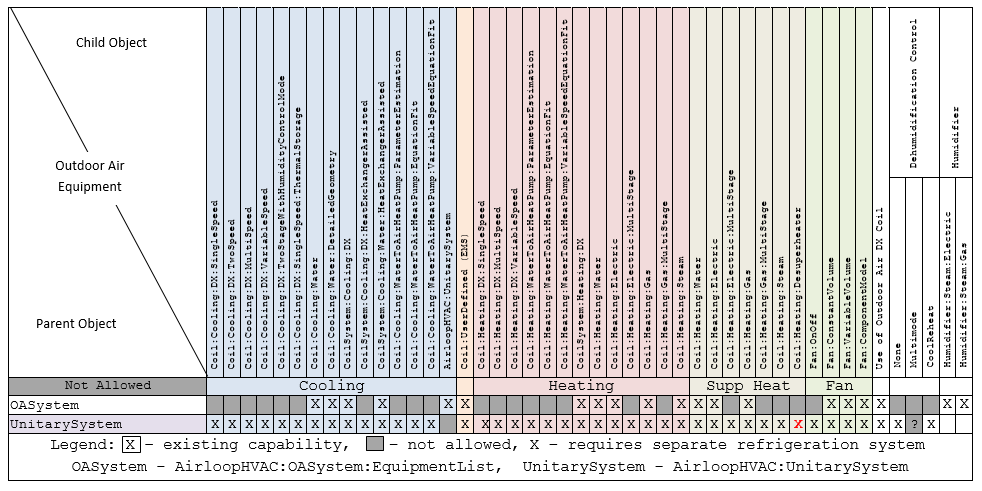 Child Object
Outdoor Air
Equipment
Parent Object
Coil:Cooling:DX:SingleSpeed
Coil:Cooling:DX:TwoSpeed
Coil:Cooling:DX:MultiSpeed
Coil:Cooling:DX:VariableSpeed
Coil:Cooling:DX:TwoStageWithHumidityControlMode
Coil:Cooling:DX:SingleSpeed:ThermalStorage
Coil:Cooling:Water
Coil:Cooling:Water:DetailedGeometry
CoilSystem:Cooling:DX
CoilSystem:Cooling:DX:HeatExchangerAssisted
CoilSystem:Cooling:Water:HeatExchangerAssisted
Coil:Cooling:WaterToAirHeatPump:ParameterEstimation
Coil:Cooling:WaterToAirHeatPump:EquationFit
Coil:Cooling:WaterToAirHeatPump:VariableSpeedEquationFit
AirloopHVAC:UnitarySystem
Coil:UserDefined (EMS)
Coil:Heating:DX:SingleSpeed
Coil:Heating:DX:MultiSpeed
Coil:Heating:DX:VariableSpeed
Coil:Heating:WaterToAirHeatPump:ParameterEstimation
Coil:Heating:WaterToAirHeatPump:EquationFit
Coil:Heating:WaterToAirHeatPump:VariableSpeedEquationFit
CoilSystem:Heating:DX
Coil:Heating:Water
Coil:Heating:Electric
Coil:Heating:Electric:MultiStage
Coil:Heating:Gas
Coil:Heating:Gas:MultiStage
Coil:Heating:Steam
Coil:Heating:Water
Coil:Heating:Electric
Coil:Heating:Electric:MultiStage
Coil:Heating:Gas
Coil:Heating:Gas:MultiStage
Coil:Heating:Steam
Coil:Heating:Desuperheater
Fan:OnOff
Fan:ConstantVolume
Fan:VariableVolume
Fan:ComponentModel
Use of Outdoor Air DX Coil
Dehumidification Control
None
Multimode
CoolReheat
Humidifier
Humidifier:Steam:Electric
Humidifier:Steam:Gas
Not Allowed Cooling Heating Supp Heat Fan
OASystem X X X X X X X X X X X X X X X X X X X X
UnitarySystem X X X X X X X X X X X X X X X X X X X X X X X X X X X X X X X X X X X X X X X X X ? X
Legend: X – existing capability, – not allowed, X – requires separate refrigeration system
OASystem – AirloopHVAC:OASystem:EquipmentList, UnitarySystem – AirloopHVAC:UnitarySystem